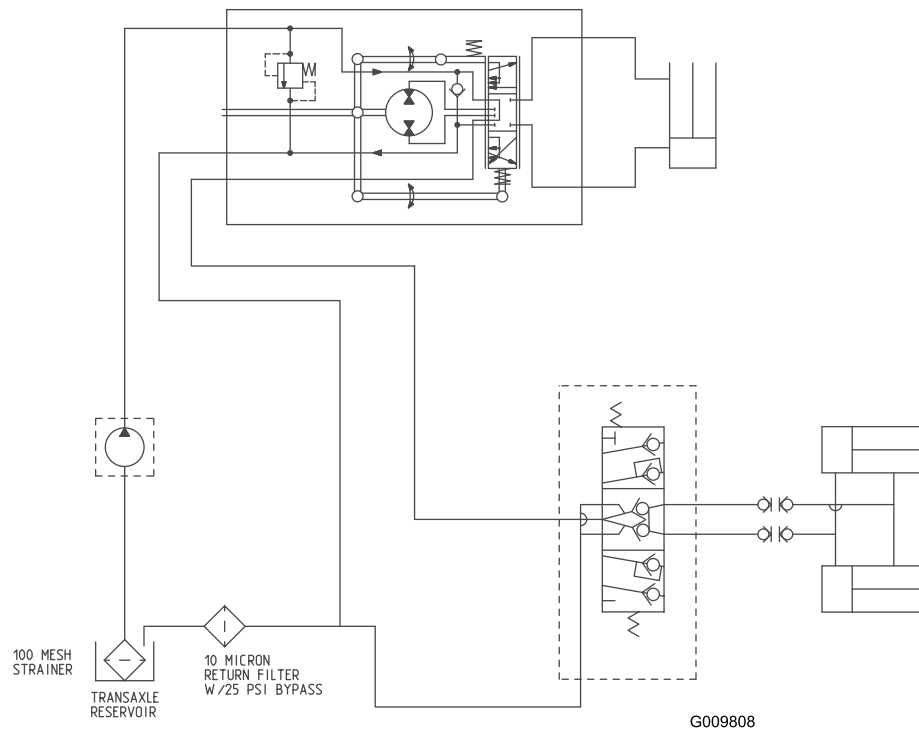 100 MESH
STRAINER
TRANSAXLE
RESERVOIR
10 MICRON
RETURN FILTER
W/25 PSI BYPASS
G009808